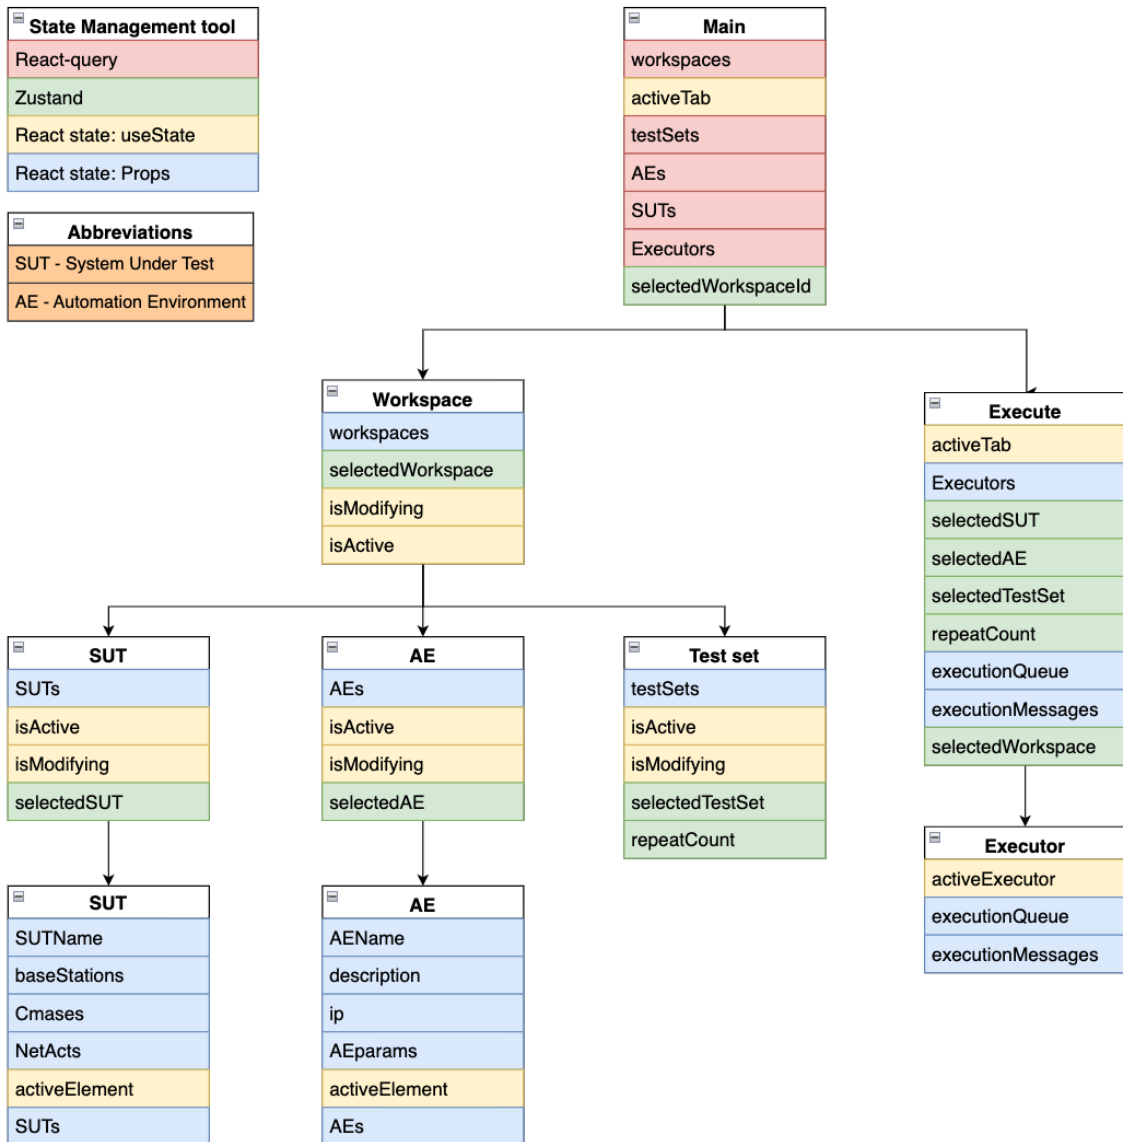 State Management tool
React-query
Zustand
React state: useState
React state: Props
Abbreviations
SUT - System Under Test
AE - Automation Environment
Main
workspaces
activeTab
testSets
AEs
SUTs
Executors
selectedWorkspaceId
Workspace
workspaces
selectedWorkspace
isModifying
isActive
Execute
activeTab
Executors
selectedSUT
selectedAE
selectedTestSet
repeatCount
executionQueue
executionMessages
selectedWorkspace
SUT
SUTs
isActive
isModifying
selectedSUT
AE
AEs
isActive
isModifying
selectedAE
Test set
testSets
isActive
isModifying
selectedTestSet
repeatCount
Executor
activeExecutor
executionQueue
executionMessages
SUT
SUTName
baseStations
Cmases
NetActs
activeElement
SUTs
AE
AEName
description
ip
AEparams
activeElement
AEs